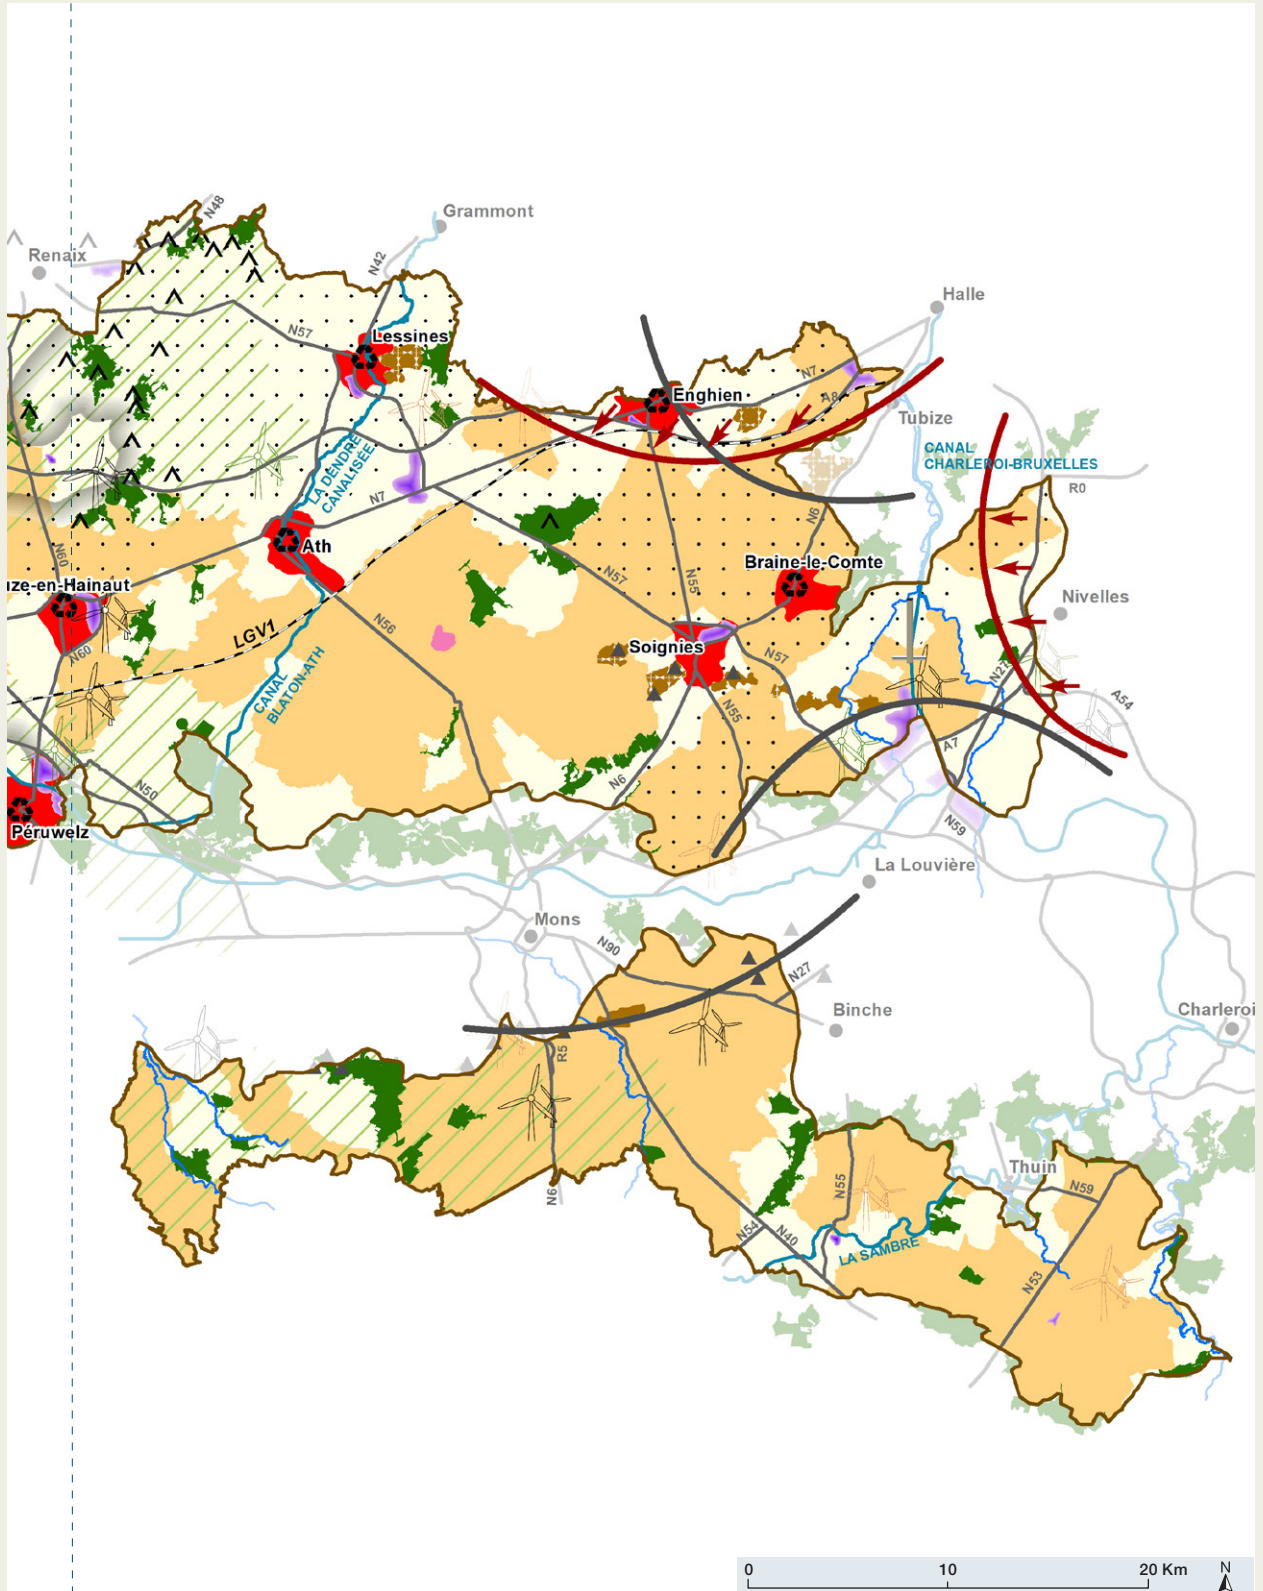 N48
Grammont
Renaix
N42
Halle
N57
Lessines
N7
A8
Enghien
Tubize
CANAL
CHARLEROI-BRUXELLES
R0
LA DENDRE
CANALISÉE
N7
N6
Ath
N60
N57
N55
Braine-le-Comte
uze-en-Hainaut
Nivelles
N56
LGV1
Soignies
N60
N57
N27
CANAL
BLATON-ATH
N55
A54
A7
N50
N6
Péruwelz
N59
La Louvière
Mons
N90
N27
Binche
Charleroi
R5
Thuin
N55
N59
N6
N54
N40
LA SAMBRE
N53
0
10
20 Km
N